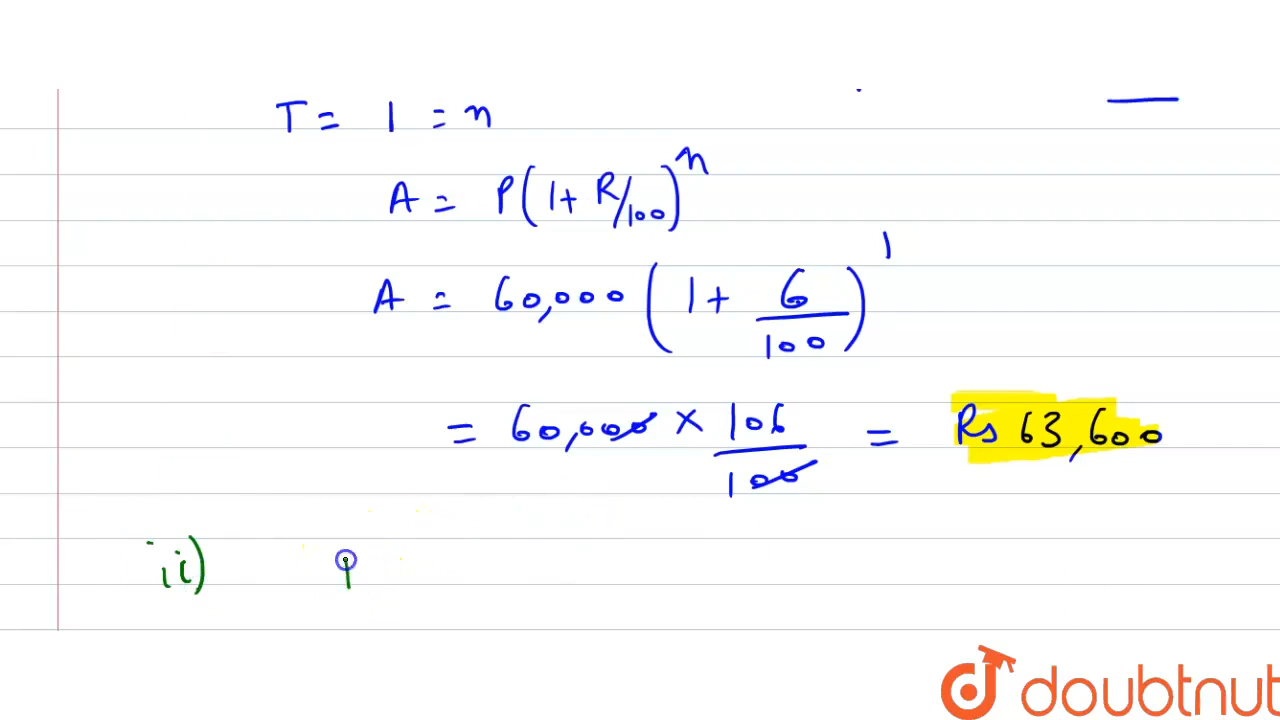 T = 1 = n
A = P(1+ R/100)^n
A = 60,000 (1+ 6/100)^1
= 60,000 × 106/100 = Rs 63,600
ii) P
doubtnut